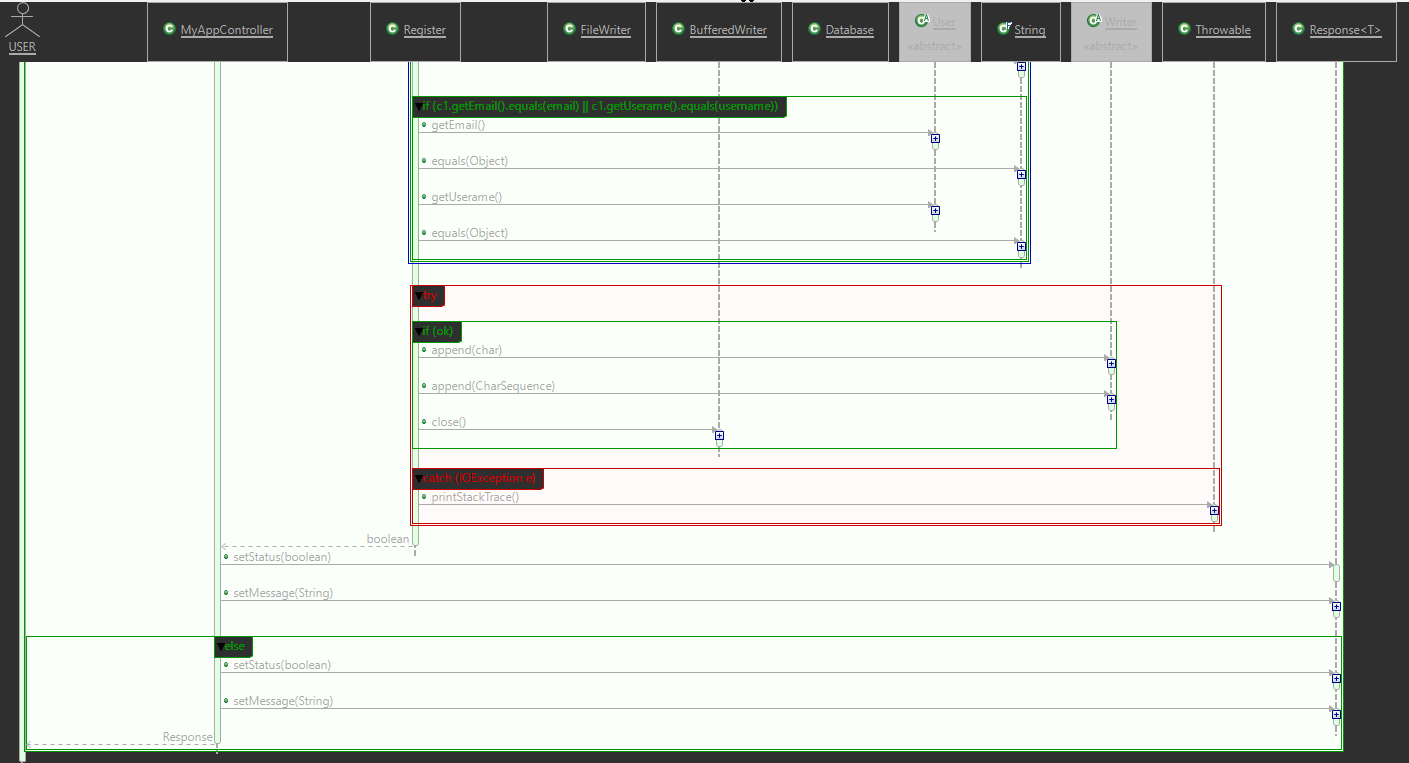 USER
MyAppController
Register
FileWriter
BufferedWriter
Database
User
«abstract»
String
Writer
«abstract»
Throwable
Response<T>
if (c1.getEmail().equals(email) || c1.getUserame().equals(username))
getEmail()
equals(Object)
getUserame()
equals(Object)
try
if (ok)
append(char)
append(CharSequence)
close()
catch (IOException e)
printStackTrace()
boolean
setStatus(boolean)
setMessage(String)
else
setStatus(boolean)
setMessage(String)
Response